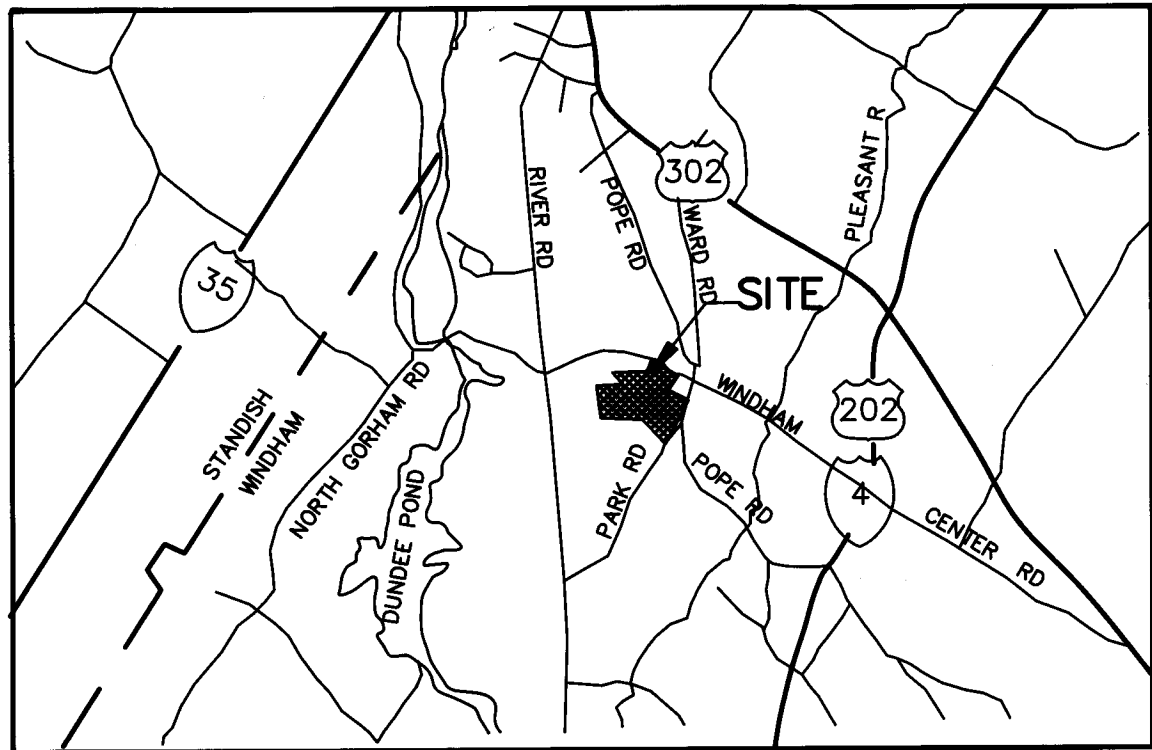 302
RIVER RD
POPE RD
WARD RD
PLEASANT R
35
SITE
STANDISH
WINDHAM
NORTH GORHAM RD
DUNDEE POND
WINDHAM
CENTER RD
202
4
PARK RD
POPE RD